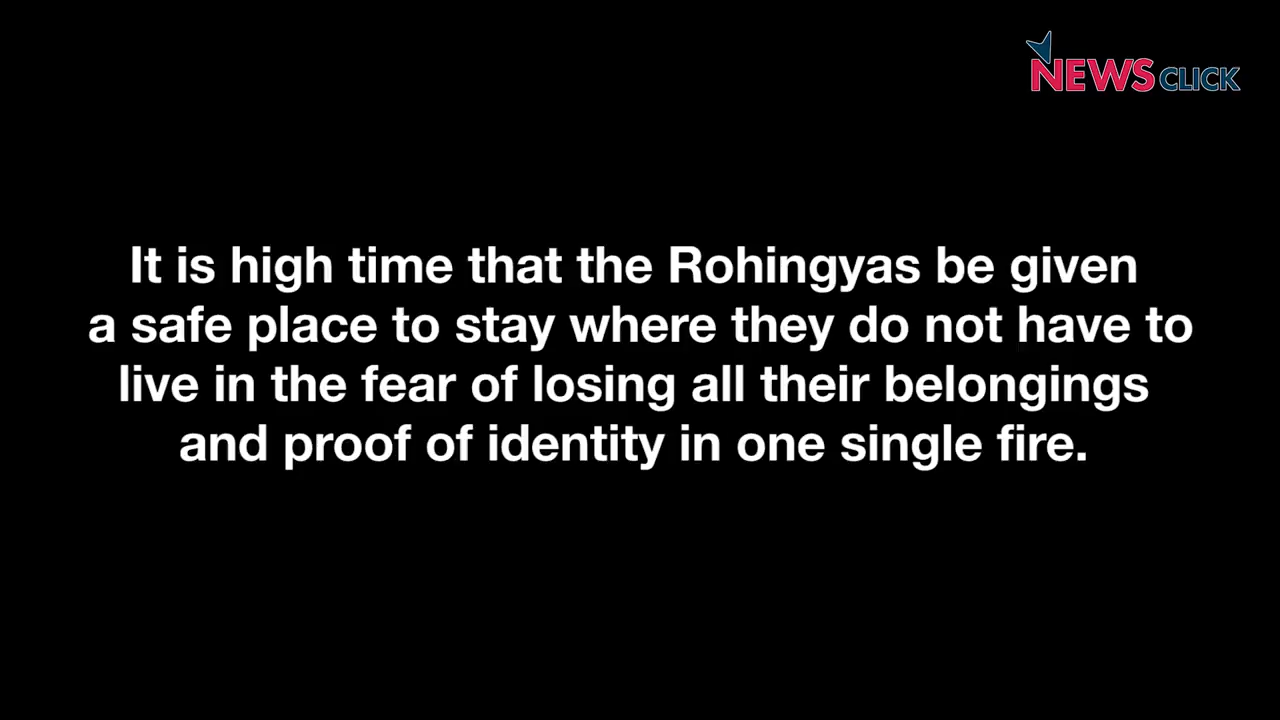 NEWSCLICK
It is high time that the Rohingyas be given
a safe place to stay where they do not have to
live in the fear of losing all their belongings
and proof of identity in one single fire.